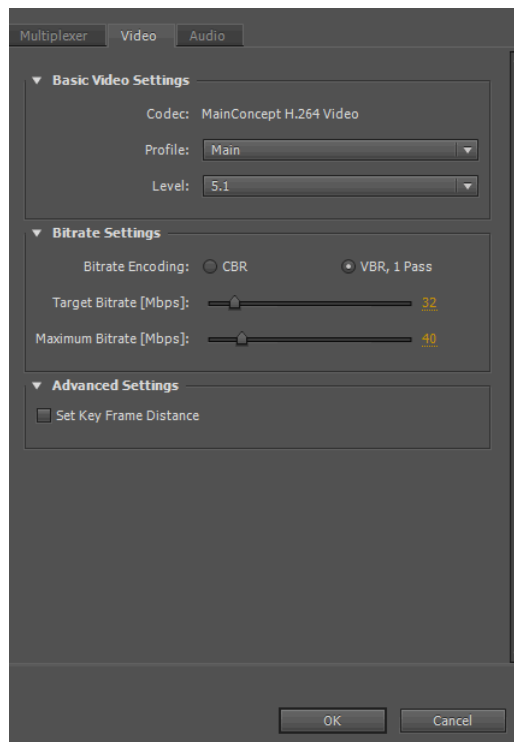 Multiplexer Video Audio
Basic Video Settings
Codec: MainConcept H.264 Video
Profile: Main
Level: 5.1
Bitrate Settings
Bitrate Encoding: CBR VBR, 1 Pass
Target Bitrate [Mbps]: 32
Maximum Bitrate [Mbps]: 40
Advanced Settings
Set Key Frame Distance
OK Cancel